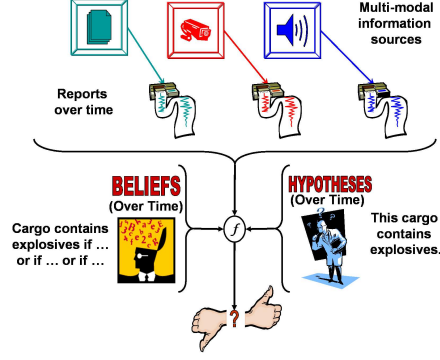 Multi-modal
information
sources
Reports
over time
BELIEFS
(Over Time)
HYPOTHESES
(Over Time)
Cargo contains
explosives if ...
or if ... or if ...
f
This cargo
contains
explosives.
?